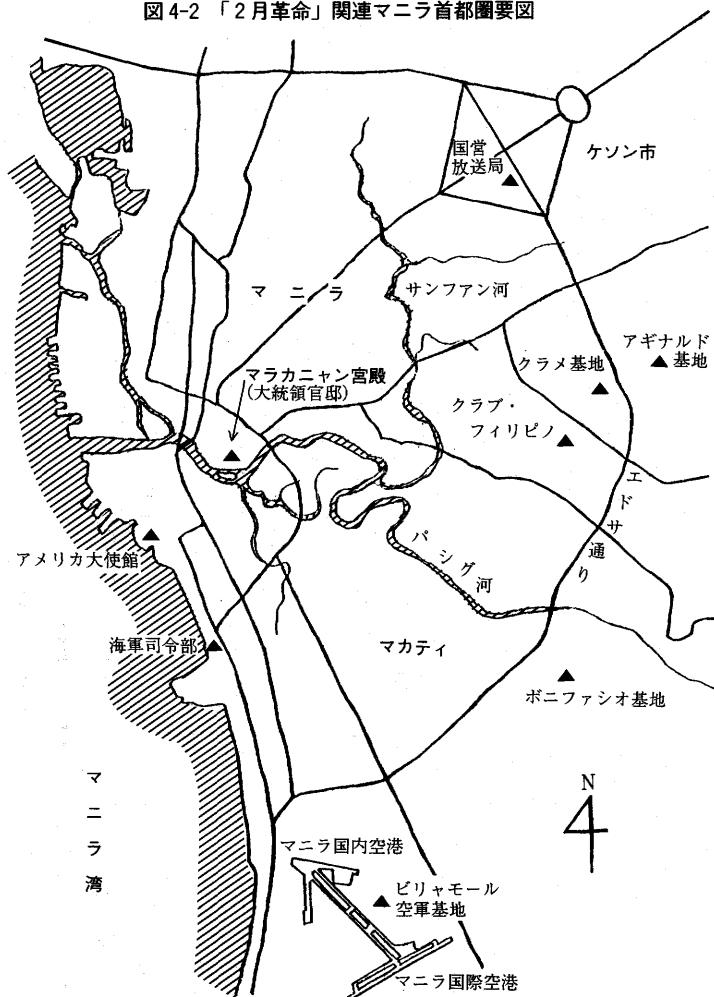 図4-2 「2月革命」関連マニラ首都圏要図
国営
放送局
ケソン市
マニラ
サンファン河
アギナルド
基地
クラメ基地
マラカニャン宮殿
(大統領官邸)
クラブ・
フィリピノ
エドサ通り
パシグ河
アメリカ大使館
海軍司令部
マカティ
ボニファシオ基地
マニラ湾
N
マニラ国内空港
ビリャモール
空軍基地
マニラ国際空港